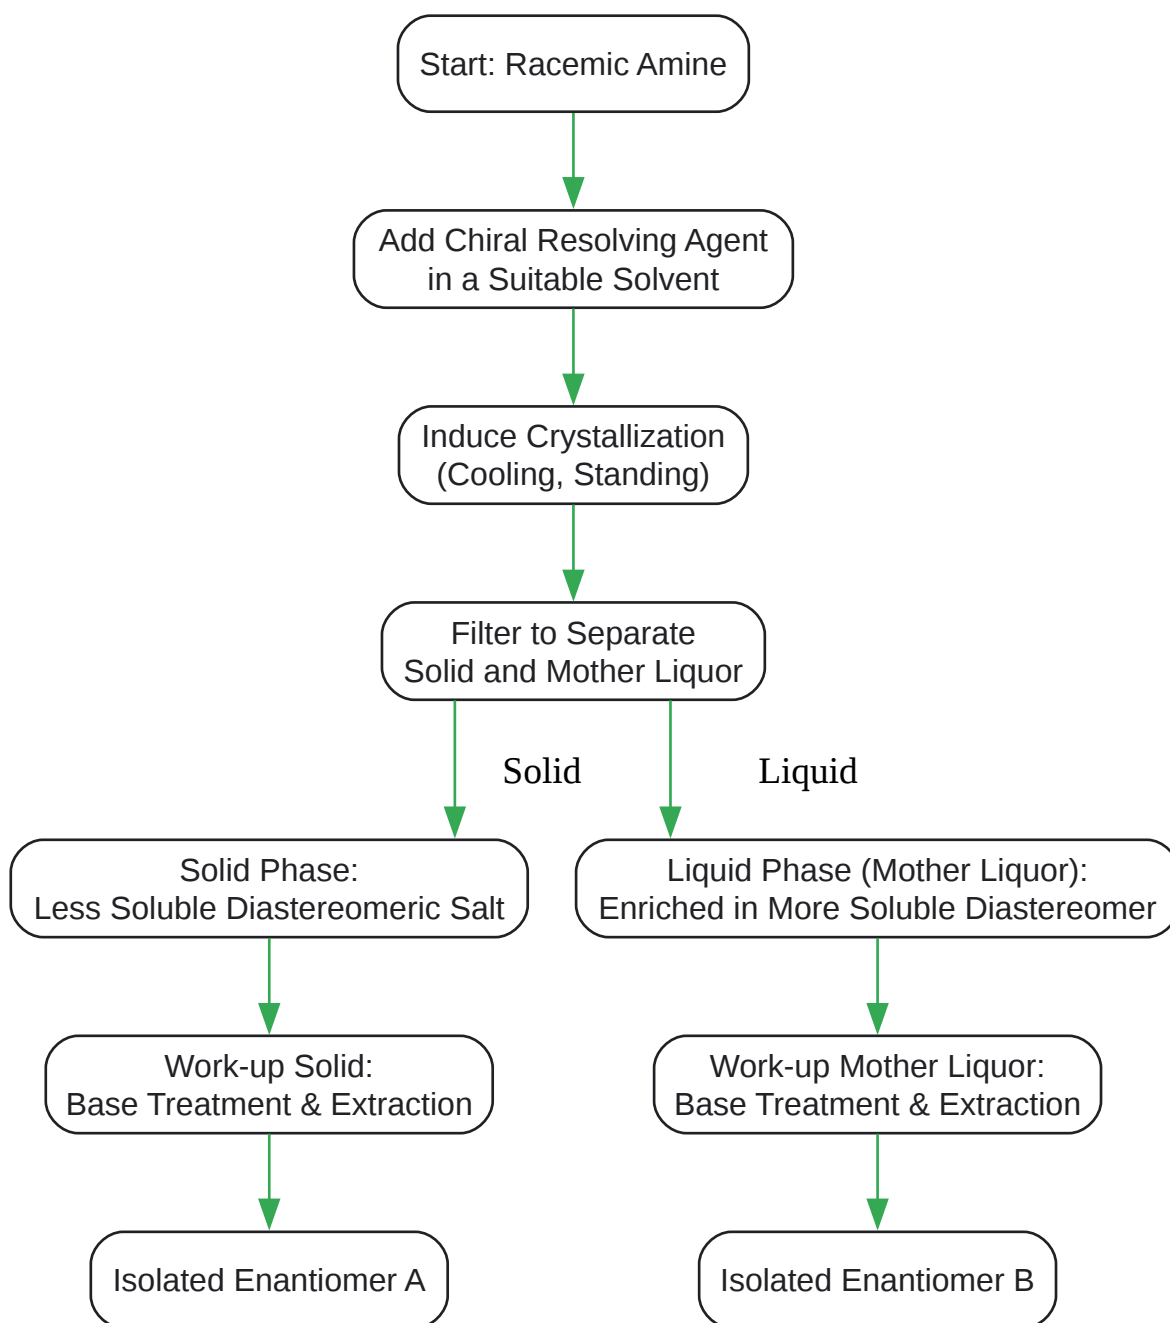 Start: Racemic Amine
Add Chiral Resolving Agent
in a Suitable Solvent
Induce Crystallization
(Cooling, Standing)
Filter to Separate
Solid and Mother Liquor
Solid
Liquid
Solid Phase:
Less Soluble Diastereomeric Salt
Liquid Phase (Mother Liquor):
Enriched in More Soluble Diastereomer
Work-up Solid:
Base Treatment & Extraction
Work-up Mother Liquor:
Base Treatment & Extraction
Isolated Enantiomer A
Isolated Enantiomer B